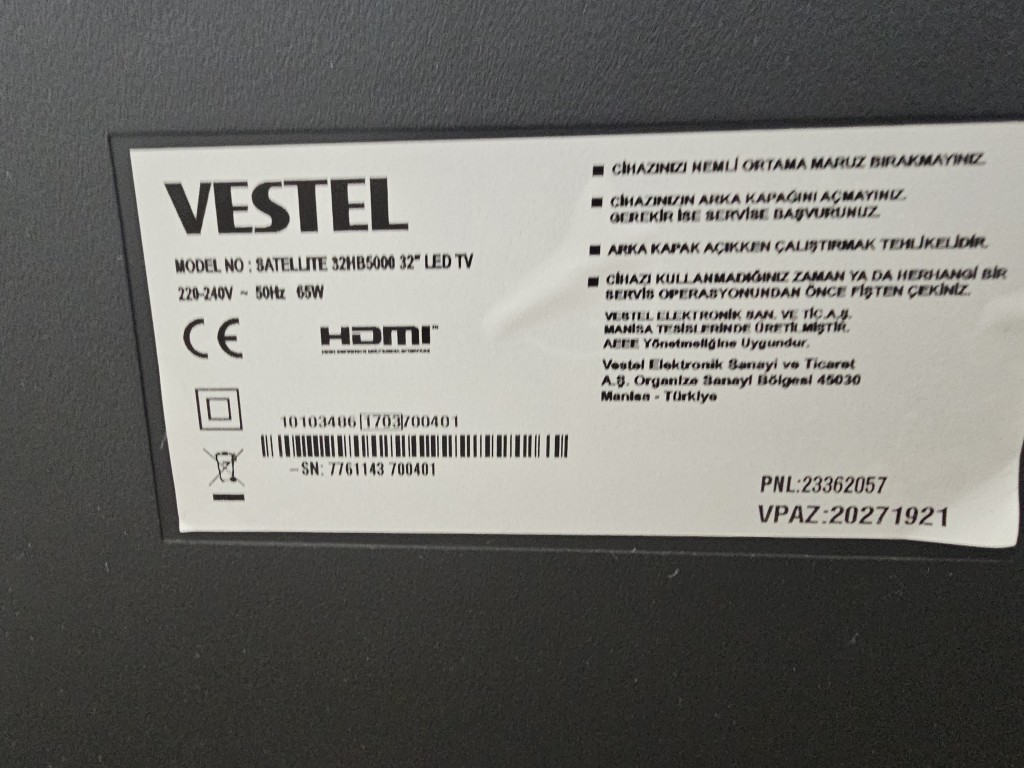 VESTEL
MODEL NO : SATELLITE 32HB5000 32" LED TV
220-240V ~ 50Hz 65W
CE HDMI
10103486 1703 700401
-SN: 7761143 700401
■ CİHAZINIZI NEMLİ ORTAMA MARUZ BIRAKMAYINIZ.
■ CİHAZINIZIN ARKA KAPAĞINI AÇMAYINIZ.
GEREKİR İSE SERVİSE BAŞVURUNUZ.
■ ARKA KAPAK AÇIKKEN ÇALIŞTIRMAK TEHLİKELİDİR.
■ CİHAZI KULLANMADIĞINIZ ZAMAN YA DA HERHANGİ BİR
SERVİS OPERASYONUNDAN ÖNCE FİŞTEN ÇEKİNİZ.
VESTEL ELEKTRONİK SAN. VE TİC.A.Ş.
MANİSA TESİSLERİNDE ÜRETİLMİŞTİR.
AEEE Yönetmeliğine Uygundur.
Vestel Elektronik Sanayi ve Ticaret
A.Ş. Organize Sanayi Bölgesi 45030
Manisa - Türkiye
PNL:23362057
VPAZ:20271921